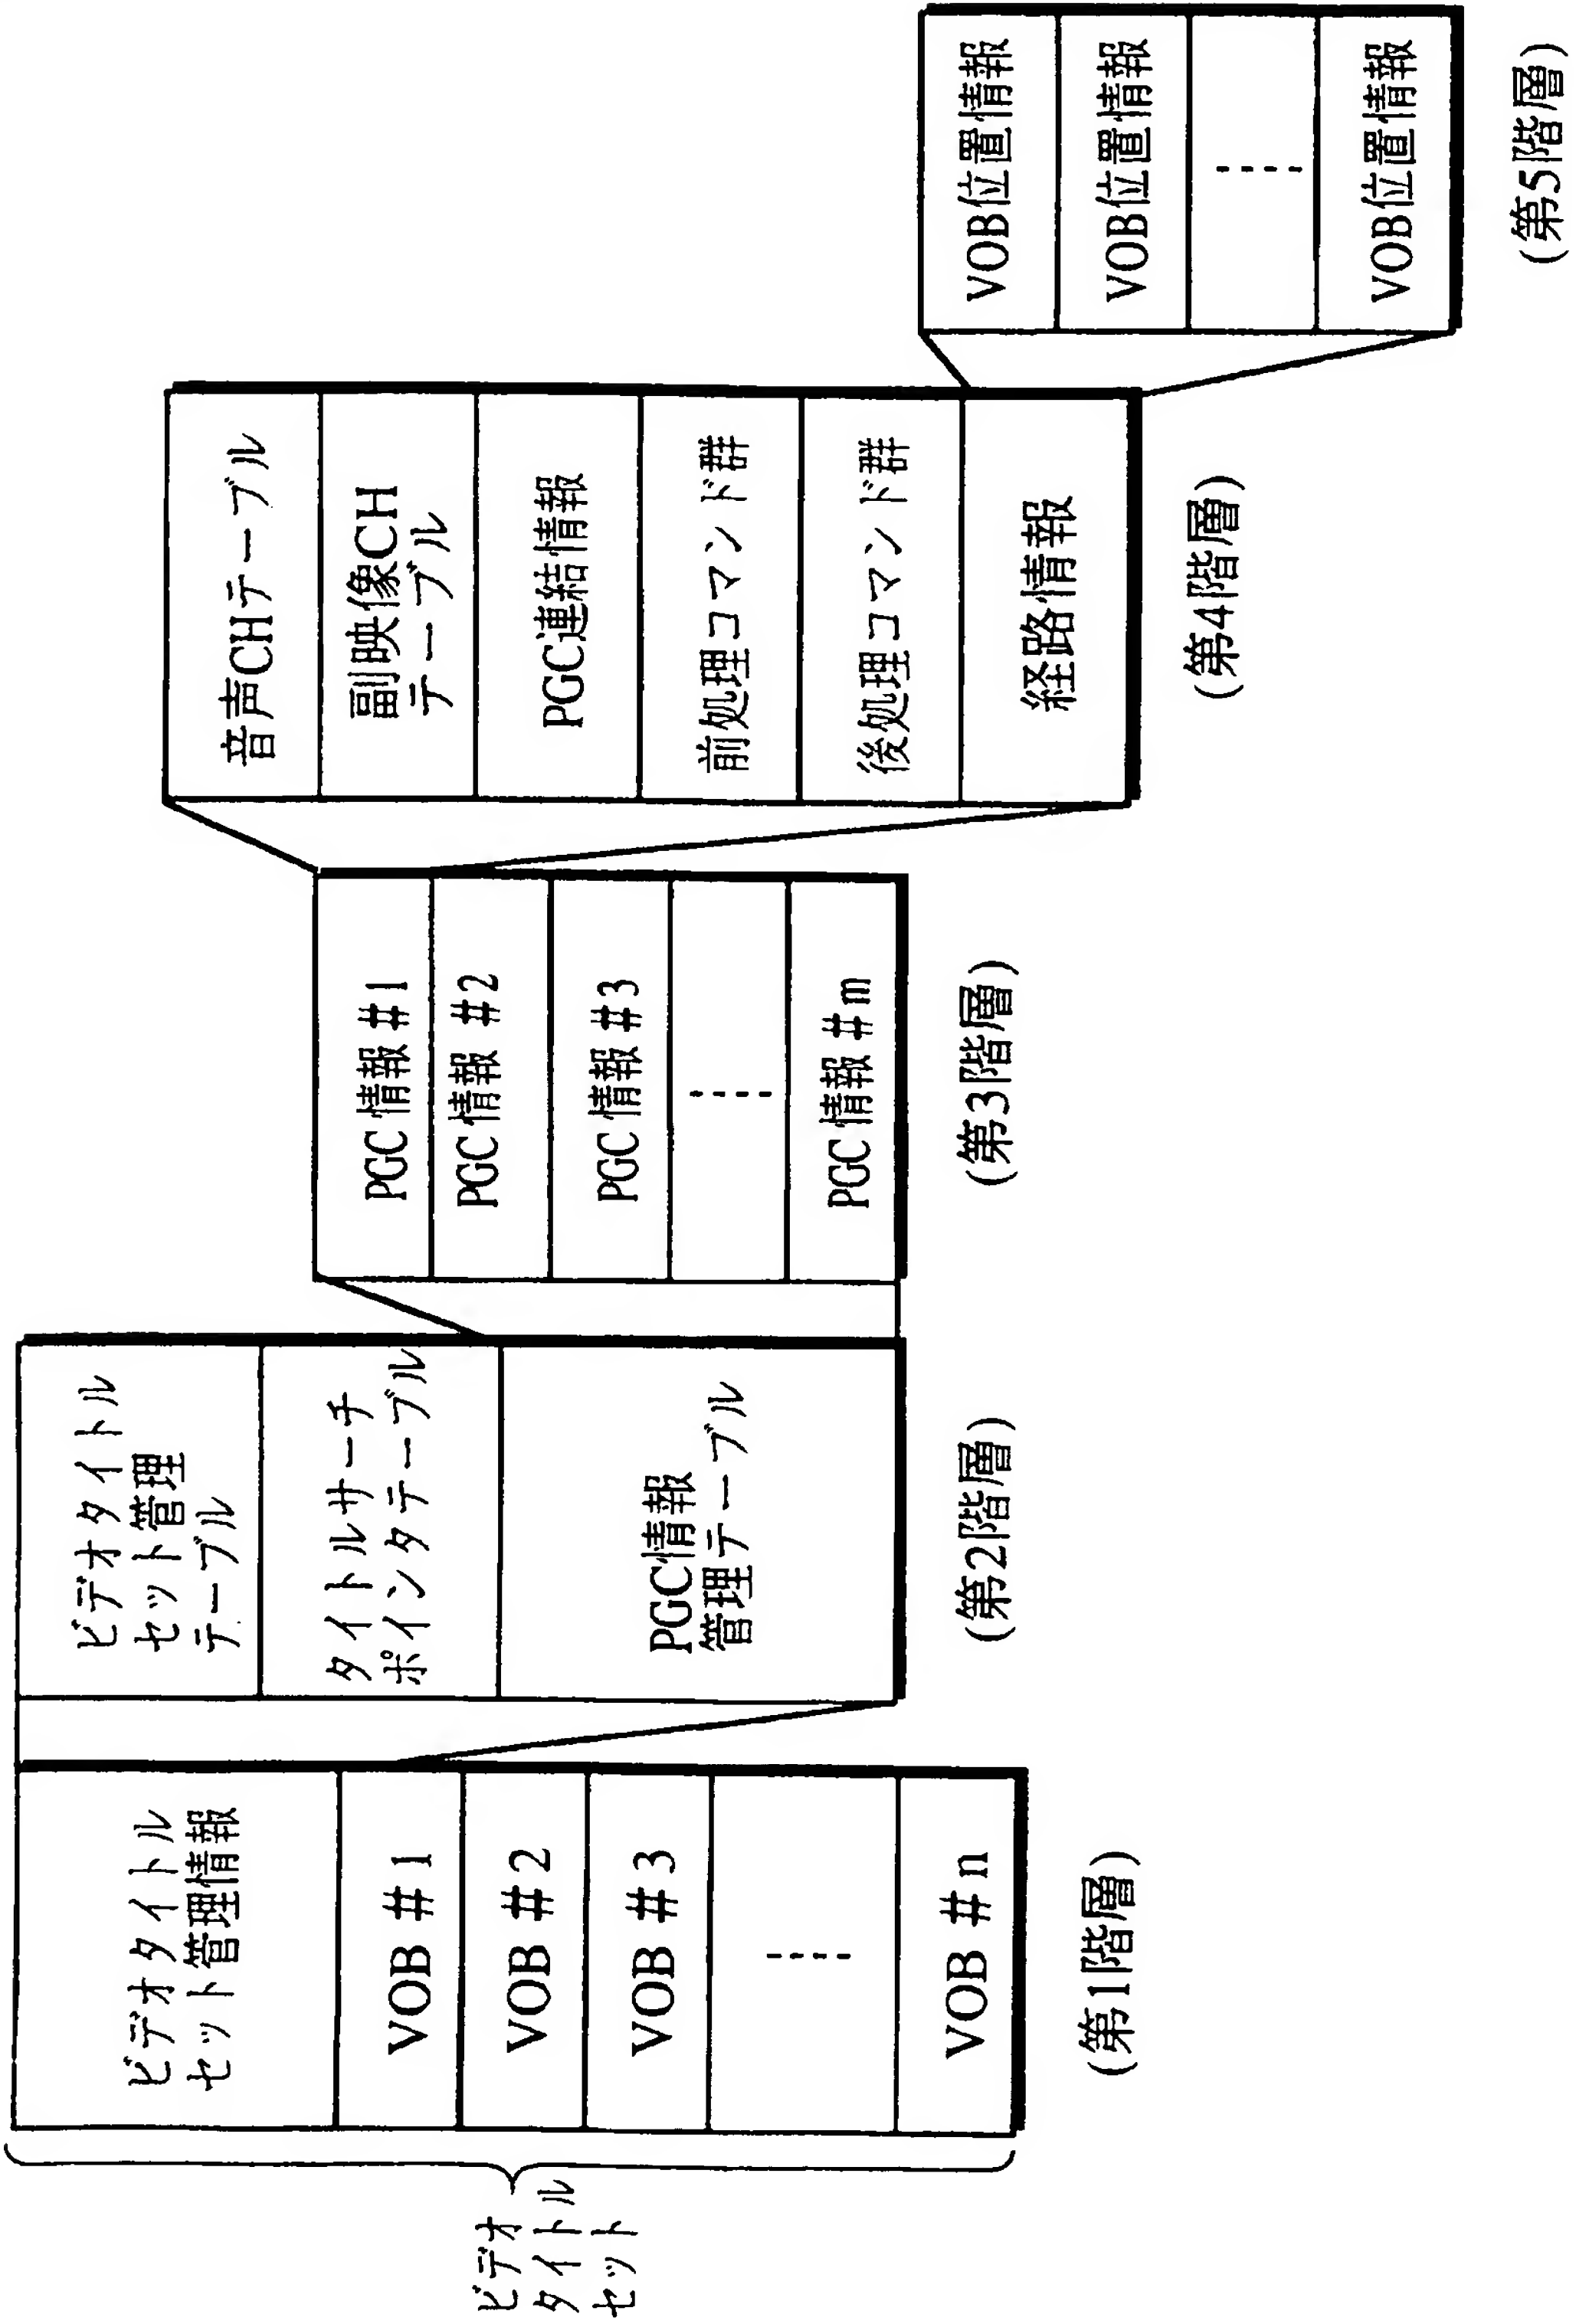 ビデオ
タイトル
セット
ビデオタイトル
セット管理情報
VOB #1
VOB #2
VOB #3
VOB #n
(第1階層)
ビデオタイトル
セット管理
テーブル
タイトルサーチ
ポインタテーブル
PGC情報
管理テーブル
(第2階層)
PGC情報#1
PGC情報 #2
PGC情報#3
PGC情報#m
(第3階層)
音声CHテーブル
副映像CH
テーブル
PGC連結情報
前処理コマンド群
後処理コマンド群
経路情報
(第4階層)
VOB位置情報
VOB位置情報
VOB位置情報
(第5階層)